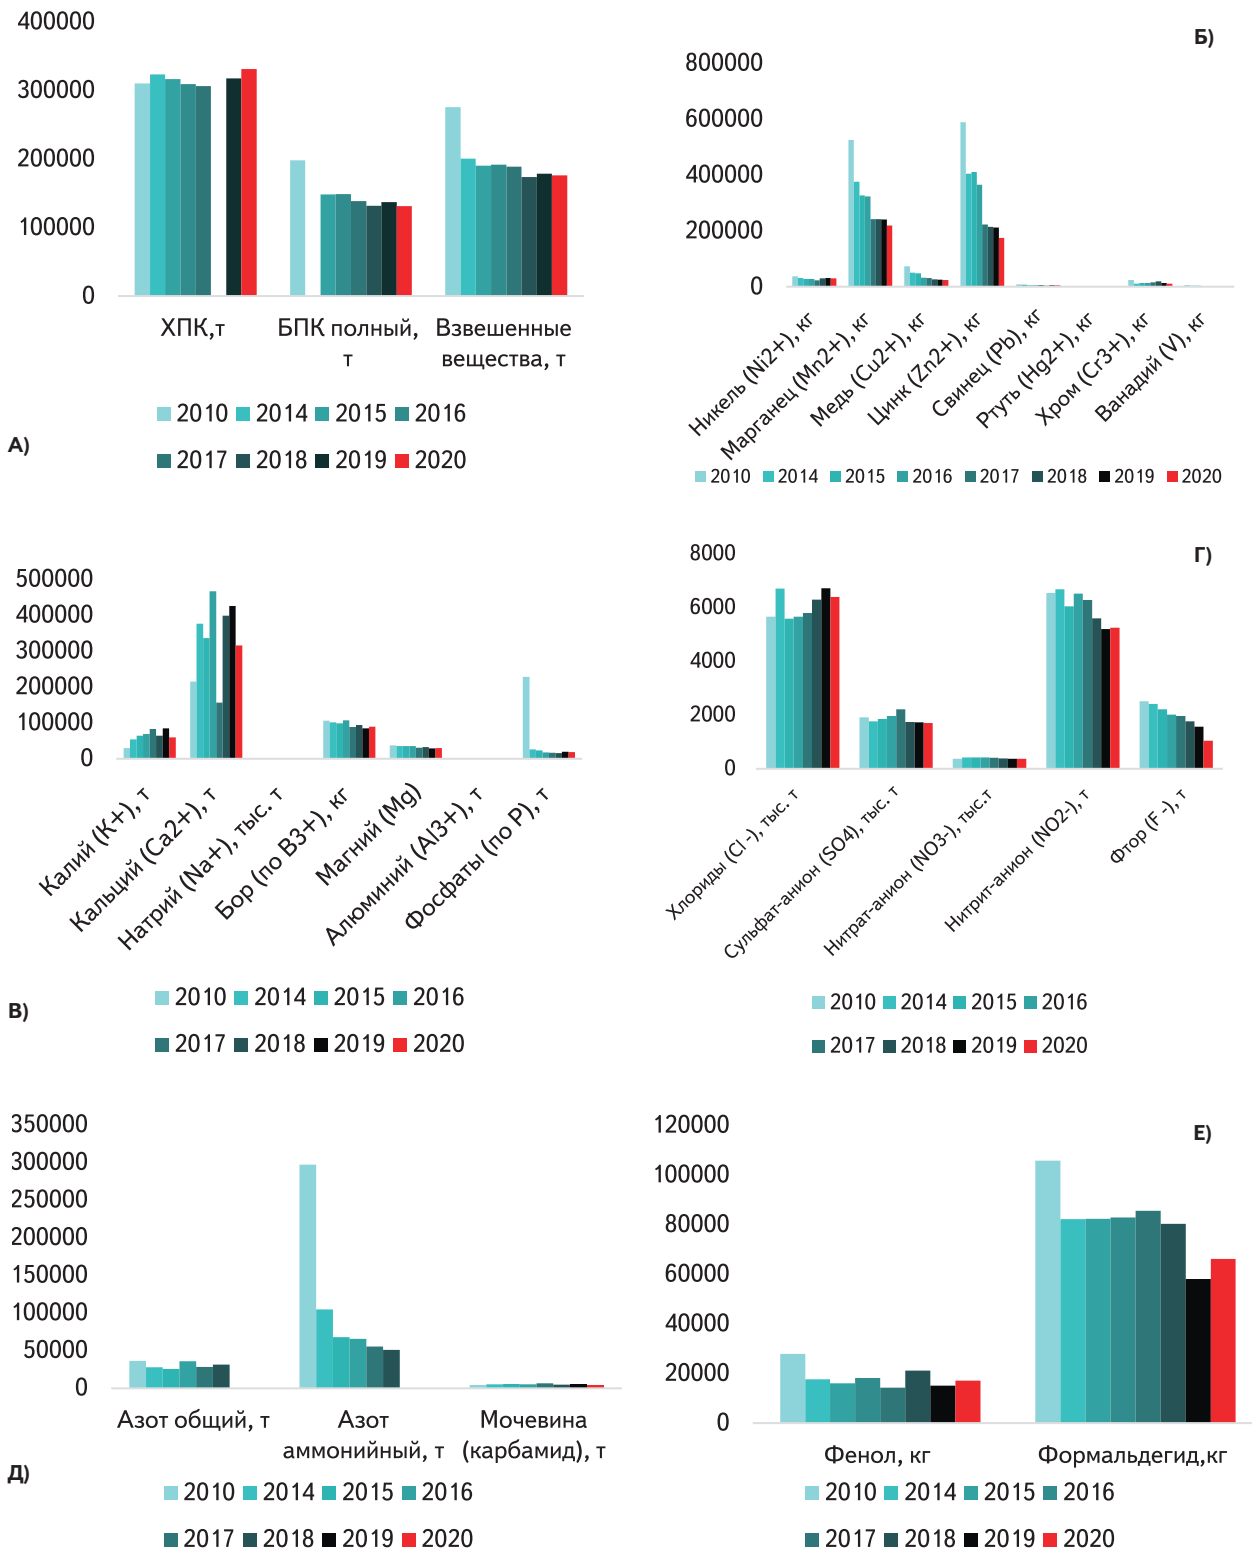 А)
400000
300000
200000
100000
0
ХПК,т
БПК полный,
т
Взвешенные
вещества, т
2010 2014 2015 2016
2017 2018 2019 2020
Б)
800000
600000
400000
200000
0
Никель (Ni2+), кг
Марганец (Mn2+), кг
Медь (Cu2+), кг
Цинк (Zn2+), кг
Свинец (Pb), кг
Ртуть (Hg2+), кг
Хром (Cr3+), кг
Ванадий (V), кг
2010 2014 2015 2016 2017 2018 2019 2020
В)
500000
400000
300000
200000
100000
0
Калий (K+), т
Кальций (Ca2+), т
Натрий (Na+), тыс. т
Бор (по B3+), кг
Магний (Mg)
Алюминий (Al3+), т
Фосфаты (по P), т
2010 2014 2015 2016
2017 2018 2019 2020
Г)
8000
6000
4000
2000
0
Хлориды (Cl -), тыс. т
Сульфат-анион (SO4), тыс. т
Нитрат-анион (NO3-), тыс.т
Нитрит-анион (NO2-), т
Фтор (F -), т
2010 2014 2015 2016
2017 2018 2019 2020
Д)
350000
300000
250000
200000
150000
100000
50000
0
Азот общий, т
Азот
аммонийный, т
Мочевина
(карбамид), т
2010 2014 2015 2016
2017 2018 2019 2020
Е)
120000
100000
80000
60000
40000
20000
0
Фенол, кг
Формальдегид,кг
2010 2014 2015 2016
2017 2018 2019 2020